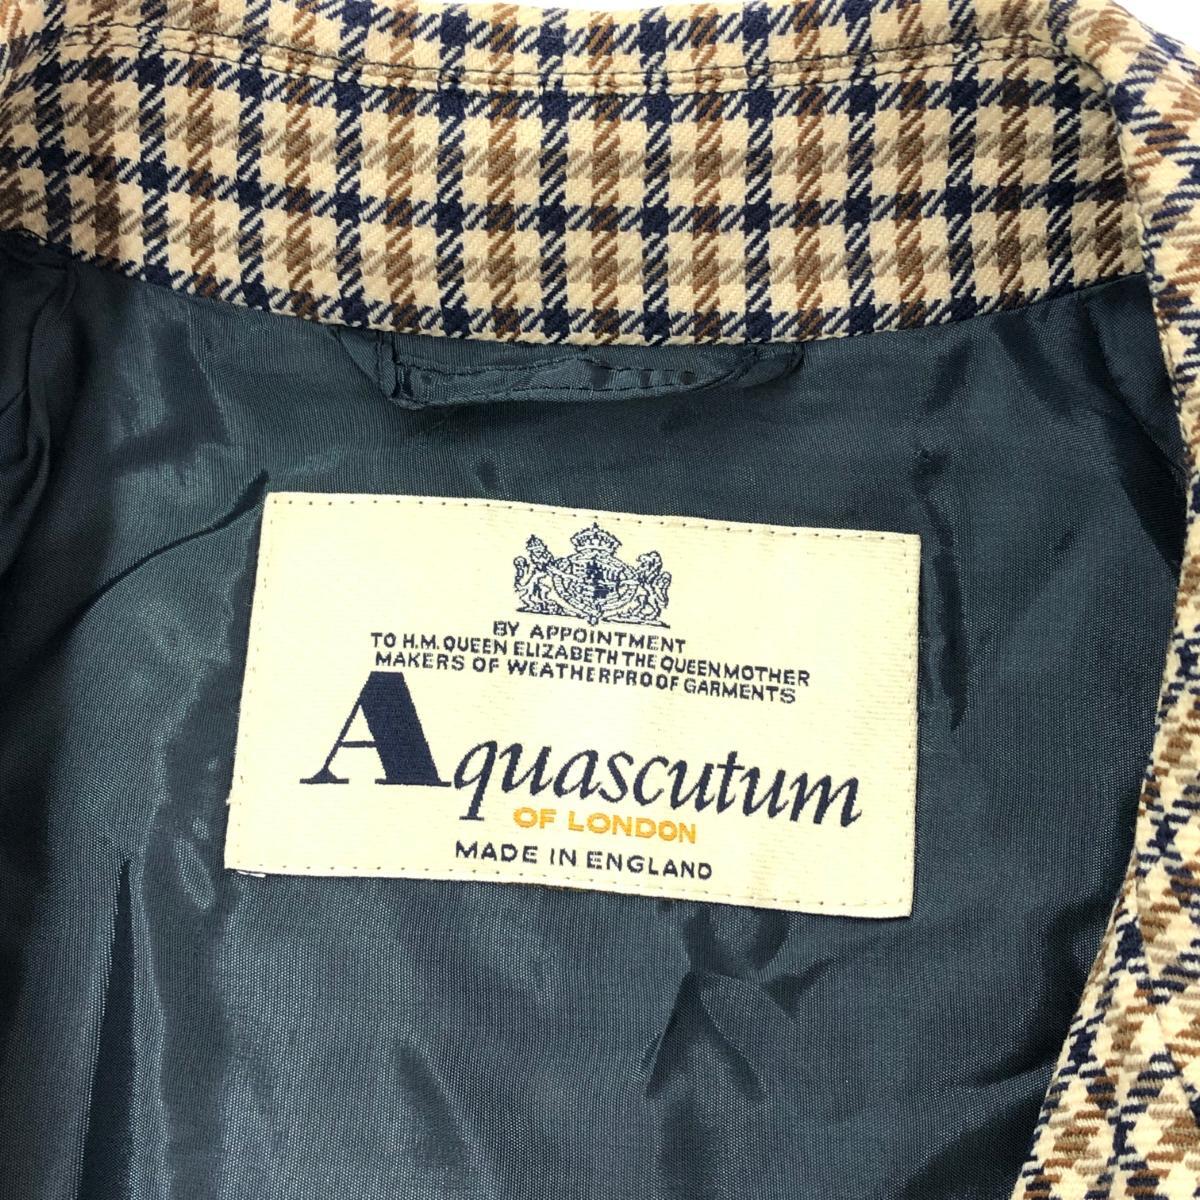 BY APPOINTMENT
TO H.M. QUEEN ELIZABETH THE QUEEN MOTHER
MAKERS OF WEATHERPROOF GARMENTS
Aquascutum
OF LONDON
MADE IN ENGLAND